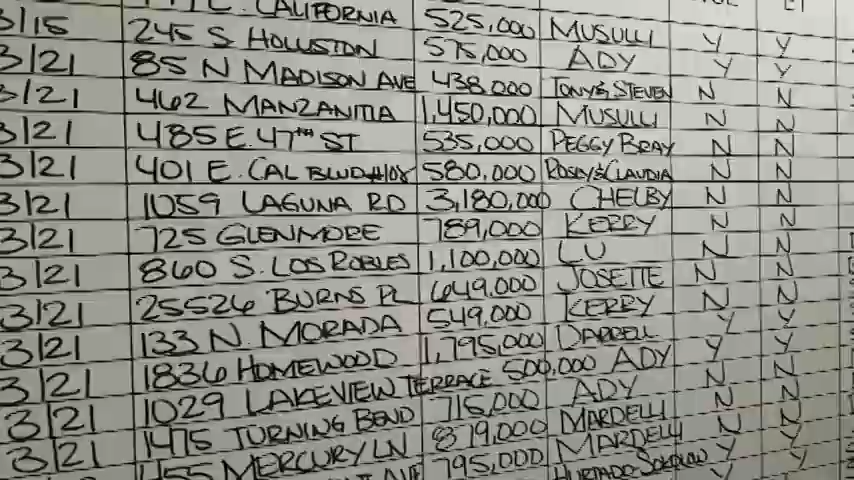 E. CALIFORNIA 525,000 MUSULLI Y Y
3/15 245 S HOUSTON 575,000 ADY Y Y
3/21 85 N MADISON AVE 438,000 TONY & STEVEN N N
3/21 462 MANZANITIA 1,450,000 MUSULLI N N
3/21 485 E. 47TH ST 535,000 PEGGY BRAY N N
3/21 401 E. CAL BLVD #108 580,000 ROSEY & CLAUDIA N N
3/21 1059 LAGUNA RD 3,180,000 CHELBY N N
3/21 725 GLENMORE 789,000 KERRY N N
3/21 860 S. LOS ROBLES 1,100,000 LU N N
3/21 25526 BURNS PL 649,000 JOSETTE N N
3/21 133 N. MORADA 549,000 KERRY N N
3/21 1836 HOMEWOOD 1,795,000 DARRELL Y Y
3/21 1029 LAKEVIEW TERRACE 500,000 ADY Y Y
3/21 1475 TURNING BEND 715,000 ADY N N
MERCURY LN 879,000 MARDELLI N N
AVE 795,000 MARDELLI Y Y